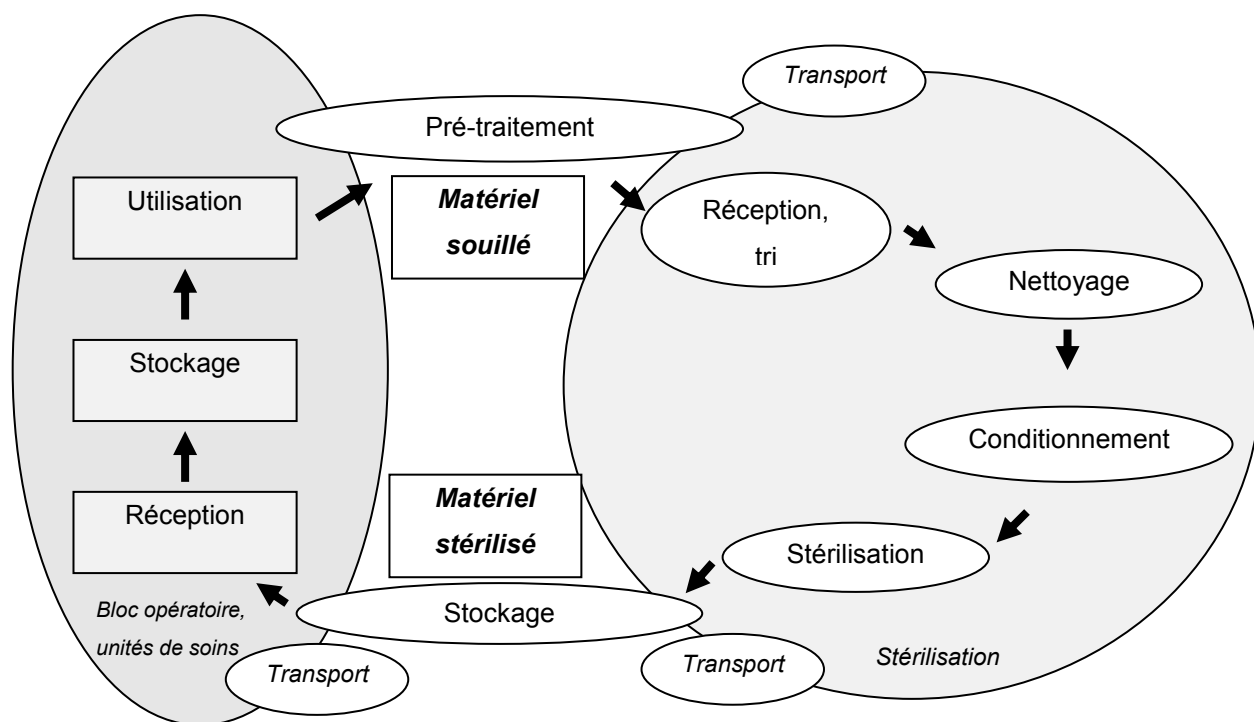 Transport
Pré-traitement
Utilisation
Matériel
souillé
Réception,
tri
Nettoyage
Stockage
Conditionnement
Réception
Matériel
stérilisé
Stérilisation
Bloc opératoire,
unités de soins
Stockage
Transport
Transport
Stérilisation